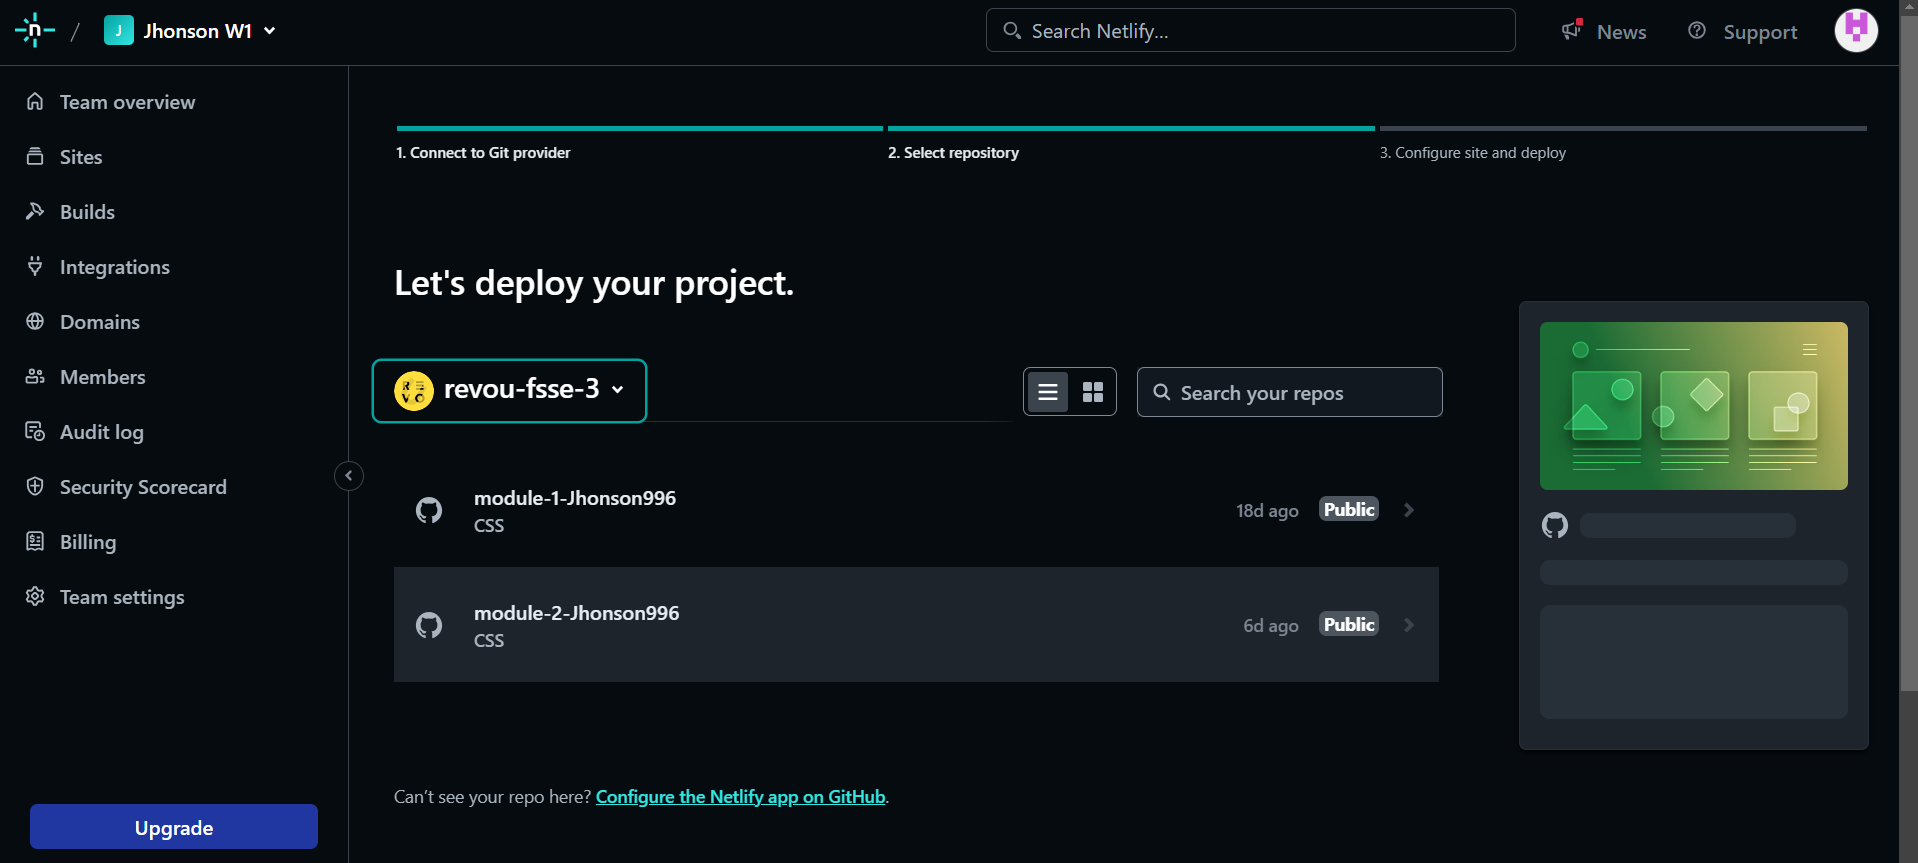 n / J Jhonson W1
Search Netlify...
News
Support
Team overview
Sites
Builds
Integrations
Domains
Members
Audit log
Security Scorecard
Billing
Team settings
Upgrade
1. Connect to Git provider
2. Select repository
3. Configure site and deploy
Let's deploy your project.
REVO
revou-fsse-3
Search your repos
module-1-Jhonson996
CSS
18d ago Public
module-2-Jhonson996
CSS
6d ago Public
Can’t see your repo here? Configure the Netlify app on GitHub.